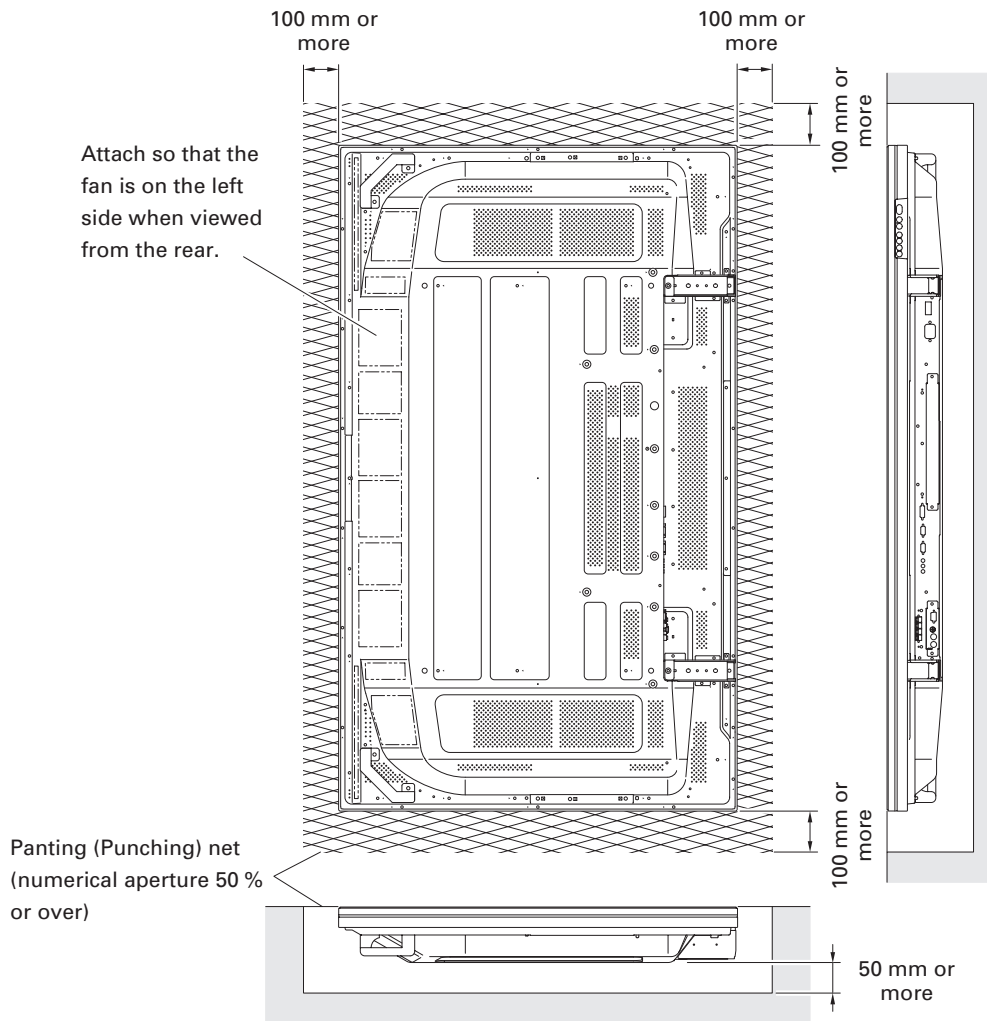 100 mm or
more
100 mm or
more
100 mm or
more
Attach so that the
fan is on the left
side when viewed
from the rear.
100 mm or
more
Panting (Punching) net
(numerical aperture 50 %
or over)
50 mm or
more